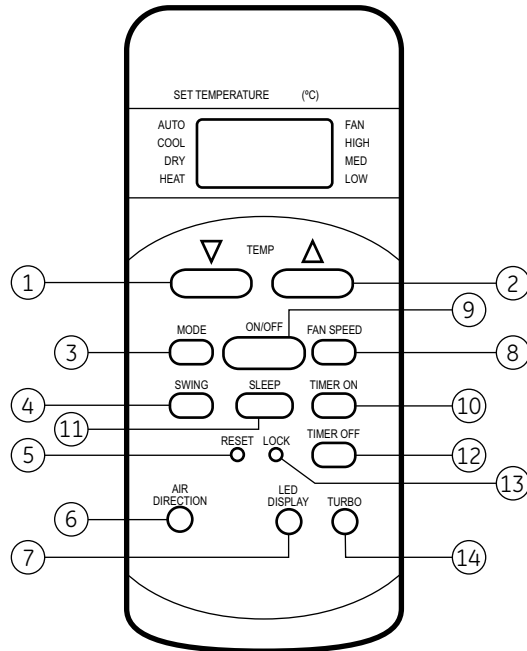 SET TEMPERATURE (ºC)
AUTO FAN
COOL HIGH
DRY MED
HEAT LOW
TEMP
1 2
9
MODE ON/OFF FAN SPEED
3 8
SWING SLEEP TIMER ON
4 10
11
RESET LOCK TIMER OFF
5 12
13
AIR
DIRECTION
LED
DISPLAY
TURBO
6
7 14